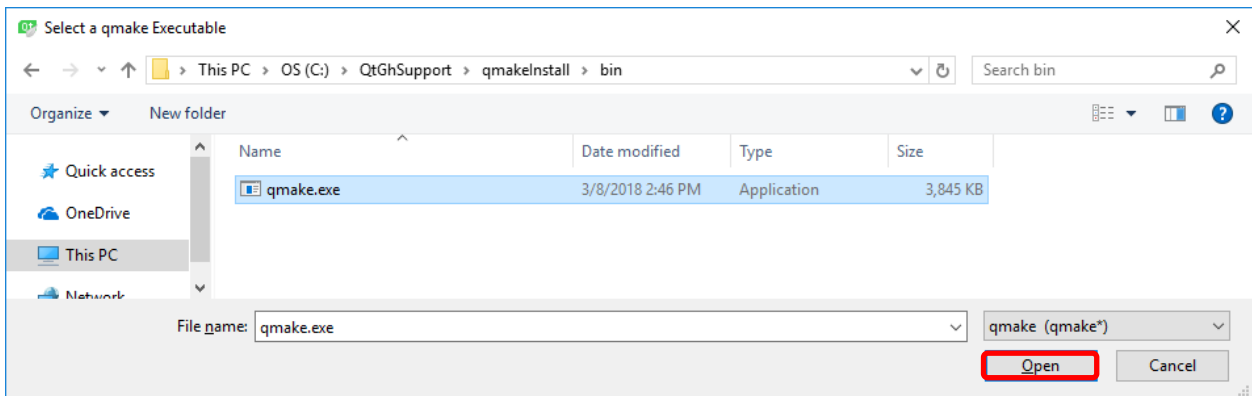 Select a qmake Executable
This PC > OS (C:) > QtGhSupport > qmakeInstall > bin
Search bin
Organize
New folder
Name Date modified Type Size
Quick access
qmake.exe 3/8/2018 2:46 PM Application 3,845 KB
OneDrive
This PC
Network
File name: qmake.exe
qmake (qmake*)
Open
Cancel